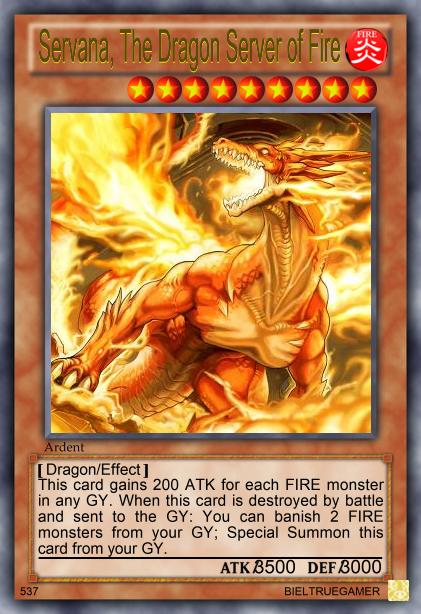 Servana, The Dragon Server of Fire
FIRE
炎
Ardent
[ Dragon/Effect ]
This card gains 200 ATK for each FIRE monster
in any GY. When this card is destroyed by battle
and sent to the GY: You can banish 2 FIRE
monsters from your GY; Special Summon this
card from your GY.
ATK 3500 DEF 3000
537 BIELTRUEGAMER